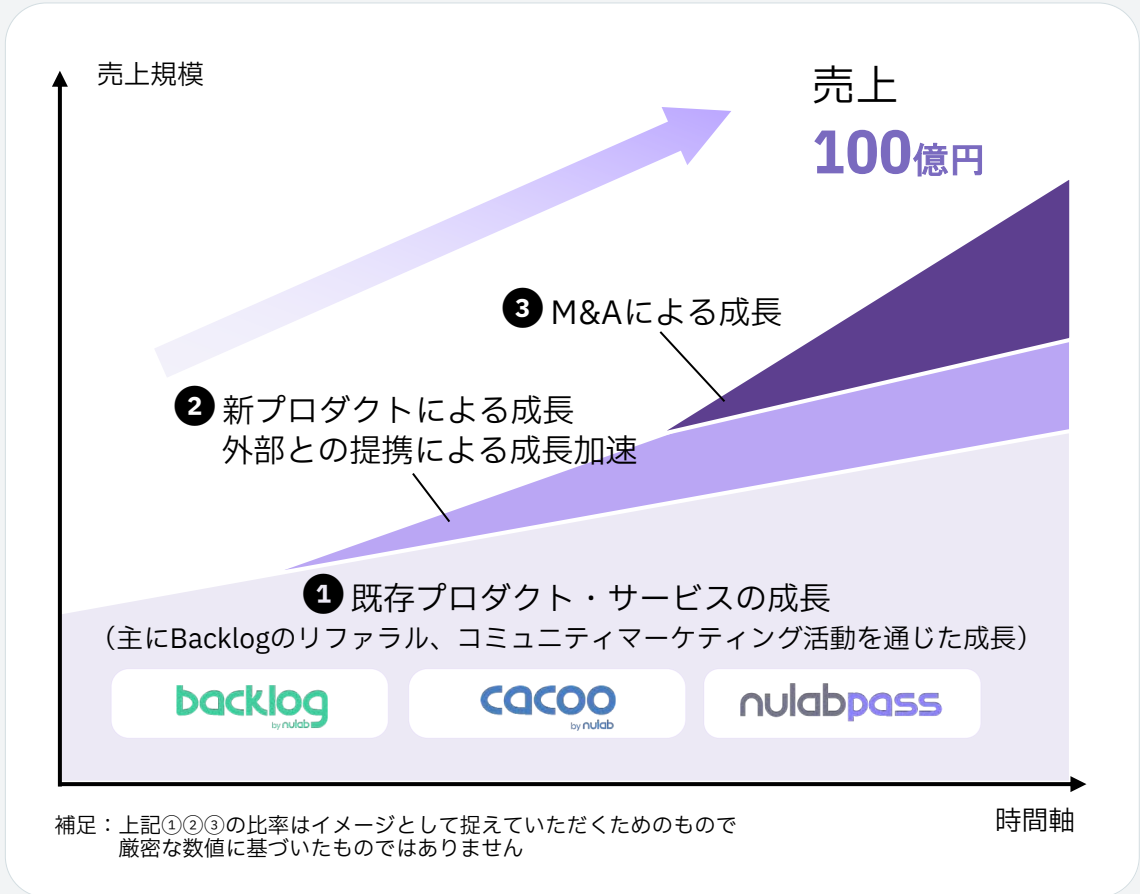 売上規模
売上
100億円
❸ M&Aによる成長
❷ 新プロダクトによる成長
外部との提携による成長加速
❶ 既存プロダクト・サービスの成長
（主にBacklogのリファラル、コミュニティマーケティング活動を通じた成長）
backlog
by nulab
cacoo
by nulab
nulabpass
時間軸
補足：上記①②③の比率はイメージとして捉えていただくためのもので
厳密な数値に基づいたものではありません